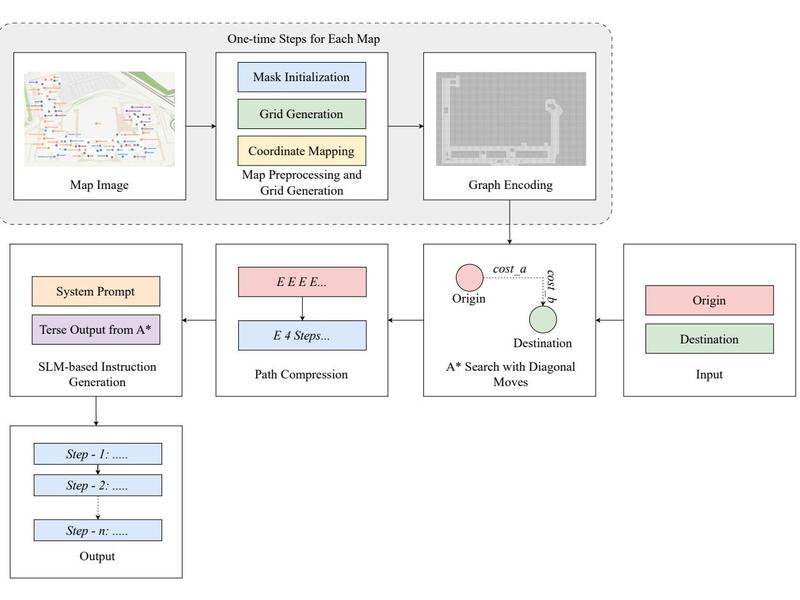 One-time Steps for Each Map
Map Image
Mask Initialization
Grid Generation
Coordinate Mapping
Map Preprocessing and
Grid Generation
Graph Encoding
System Prompt
Terse Output from A*
SLM-based Instruction
Generation
E E E E...
E 4 Steps...
Path Compression
cost_a
cost_b
Origin
Destination
A* Search with Diagonal
Moves
Origin
Destination
Input
Step - 1: .....
Step - 2: .....
Step - n: .....
Output